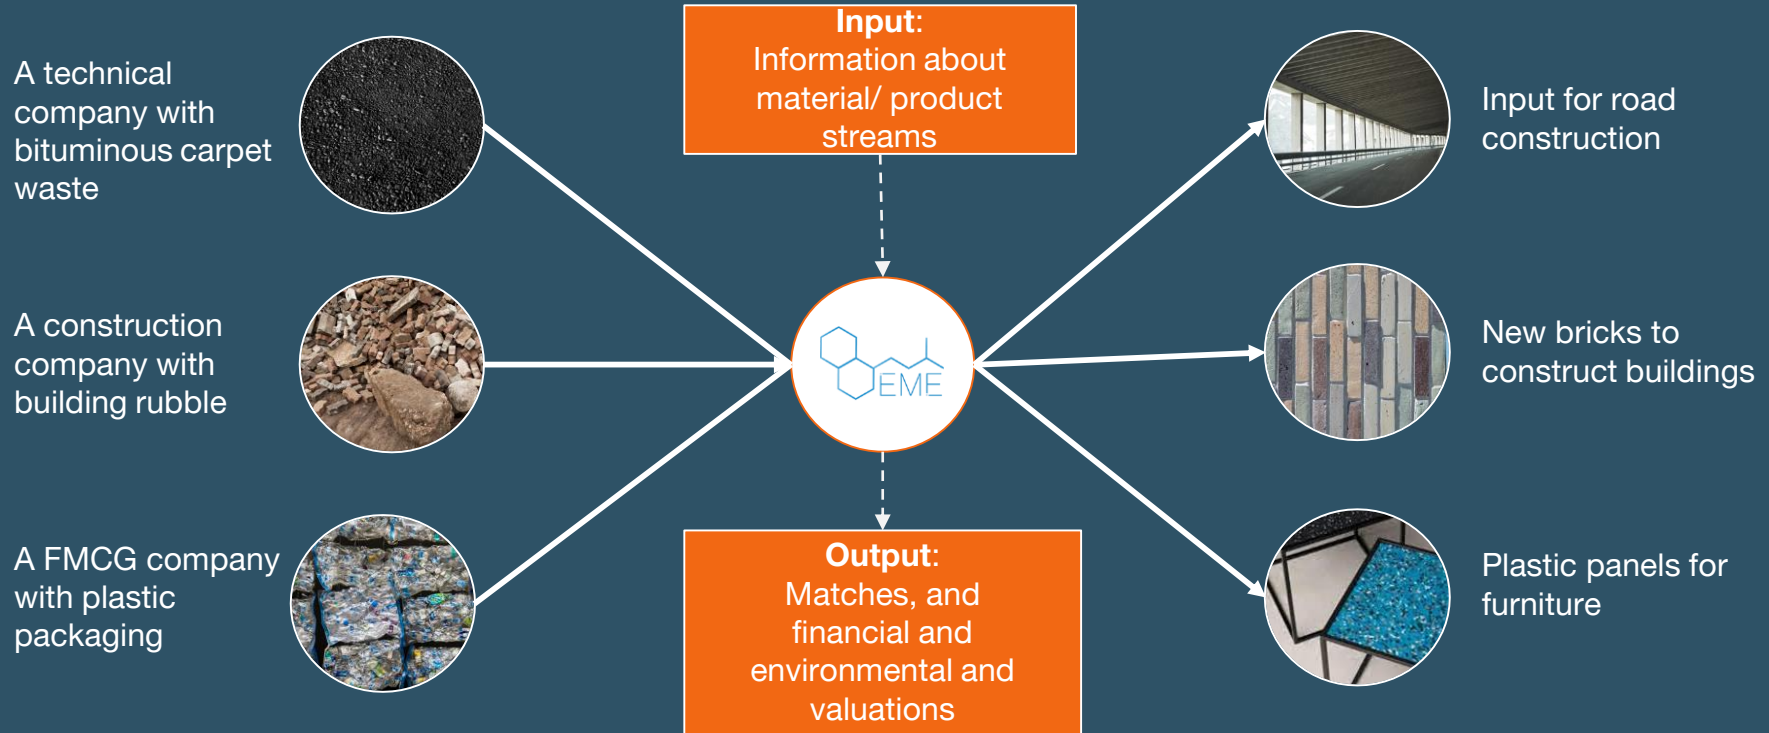 A technical
company with
bituminous carpet
waste
A construction
company with
building rubble
A FMCG company
with plastic
packaging
Input:
Information about
material/ product
streams
EME
Output:
Matches, and
financial and
environmental and
valuations
Input for road
construction
New bricks to
construct buildings
Plastic panels for
furniture